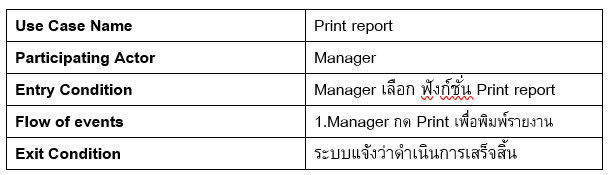 Use Case Name Print report
Participating Actor Manager
Entry Condition Manager เลือก ฟังก์ชั่น Print report
Flow of events 1.Manager กด Print เพื่อพิมพ์รายงาน
Exit Condition ระบบแจ้งว่าดำเนินการเสร็จสิ้น